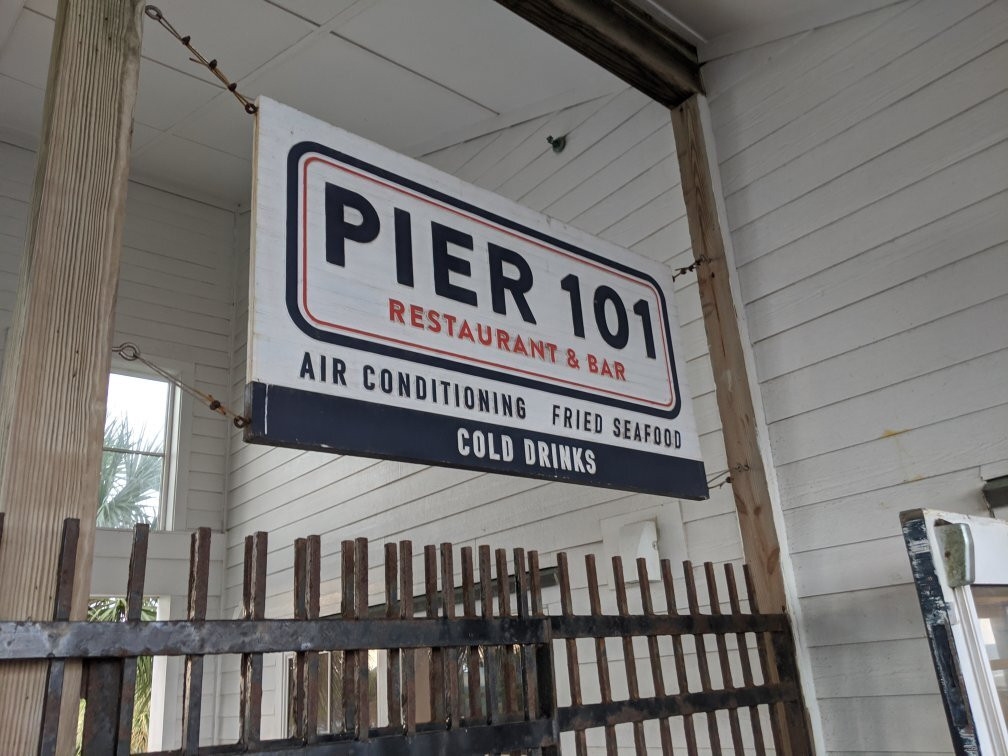 PIER 101
RESTAURANT & BAR
AIR CONDITIONING FRIED SEAFOOD
COLD DRINKS